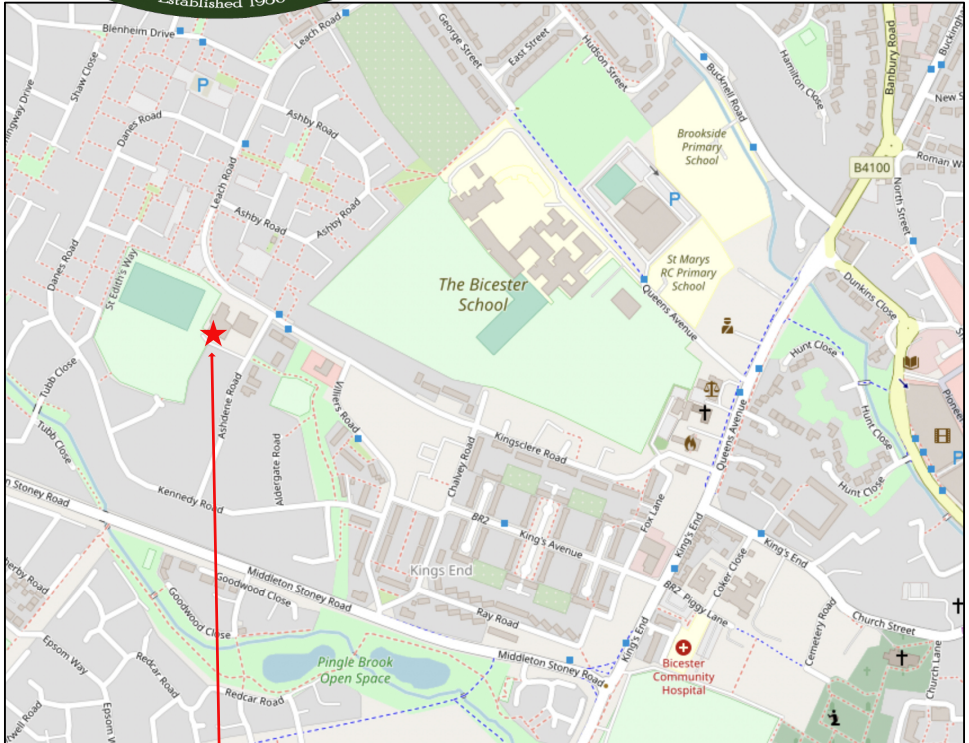 Established 1986
Blenheim Drive
Leach Road
George Street
East Street
Hudson Street
Bucknell Road
Hamilton Close
Banbury Road
Shaw Close
P
Danes Road
Ashby Road
Brookside
Primary
School
B4100
Roman W
New S
North Street
P
Leach Road
Ashby Road
Ashby Road
The Bicester
School
St Marys
RC Primary
School
Danes Road
St Edith's Way
Queens Avenue
Dunkins Close
Hunt Close
Tubb Close
Tubb Close
Ashdene Road
Villiers Road
Kingsclere Road
Queens Avenue
Hunt Close
Pioneer
P
Aldergate Road
Chalvey Road
Hunt Close
Kennedy Road
n Stoney Road
BR2
King's Avenue
Fox Lane
King's End
King's End
Kings End
Coker Close
Middleton Stoney Road
Goodwood Close
Goodwood Close
Ray Road
BR2
Piggy Lane
Cemetery Road
Church Street
Epsom Way
Redcar Road
Redcar Road
Pingle Brook
Open Space
Middleton Stoney Road
King's End
Bicester
Community
Hospital
Church Lane